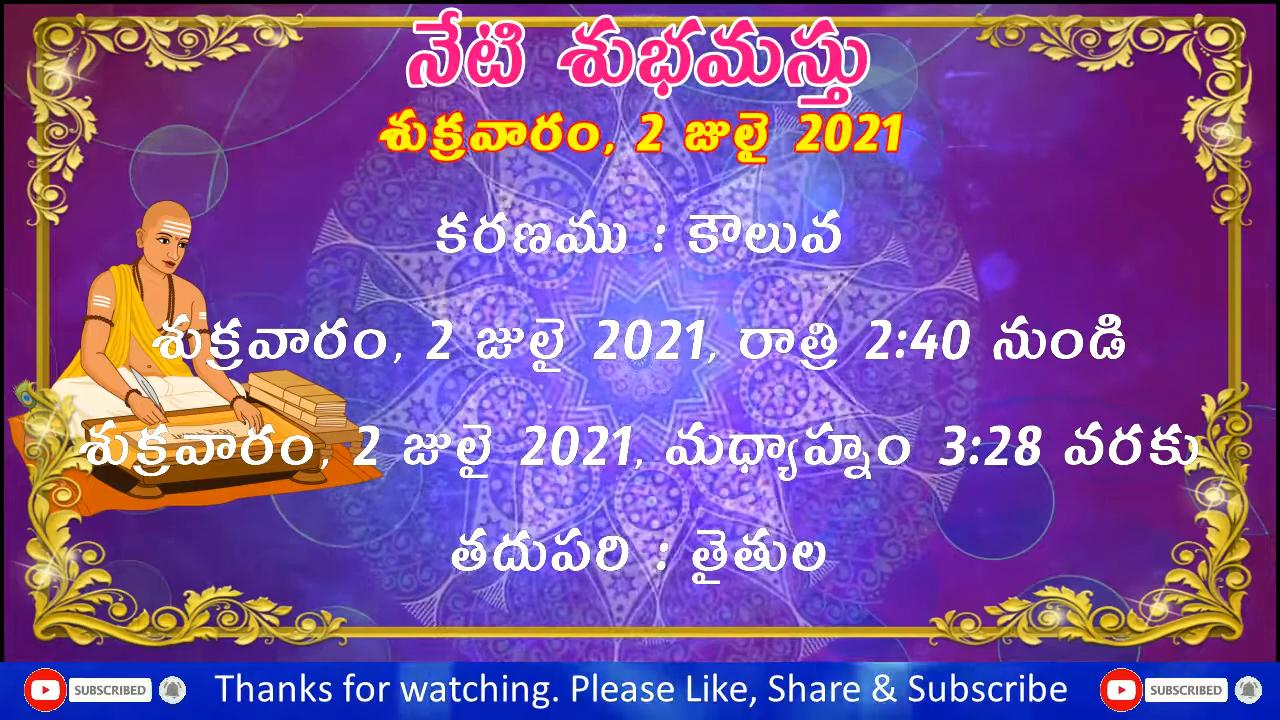 నేటి శుభమస్తు
శుక్రవారం, 2 జులై 2021
కరణము : కౌలువ
శుక్రవారం, 2 జులై 2021, రాత్రి 2:40 నుండి
శుక్రవారం, 2 జులై 2021, మధ్యాహ్నం 3:28 వరకు
తదుపరి : తైతుల
SUBSCRIBED Thanks for watching. Please Like, Share & Subscribe SUBSCRIBED